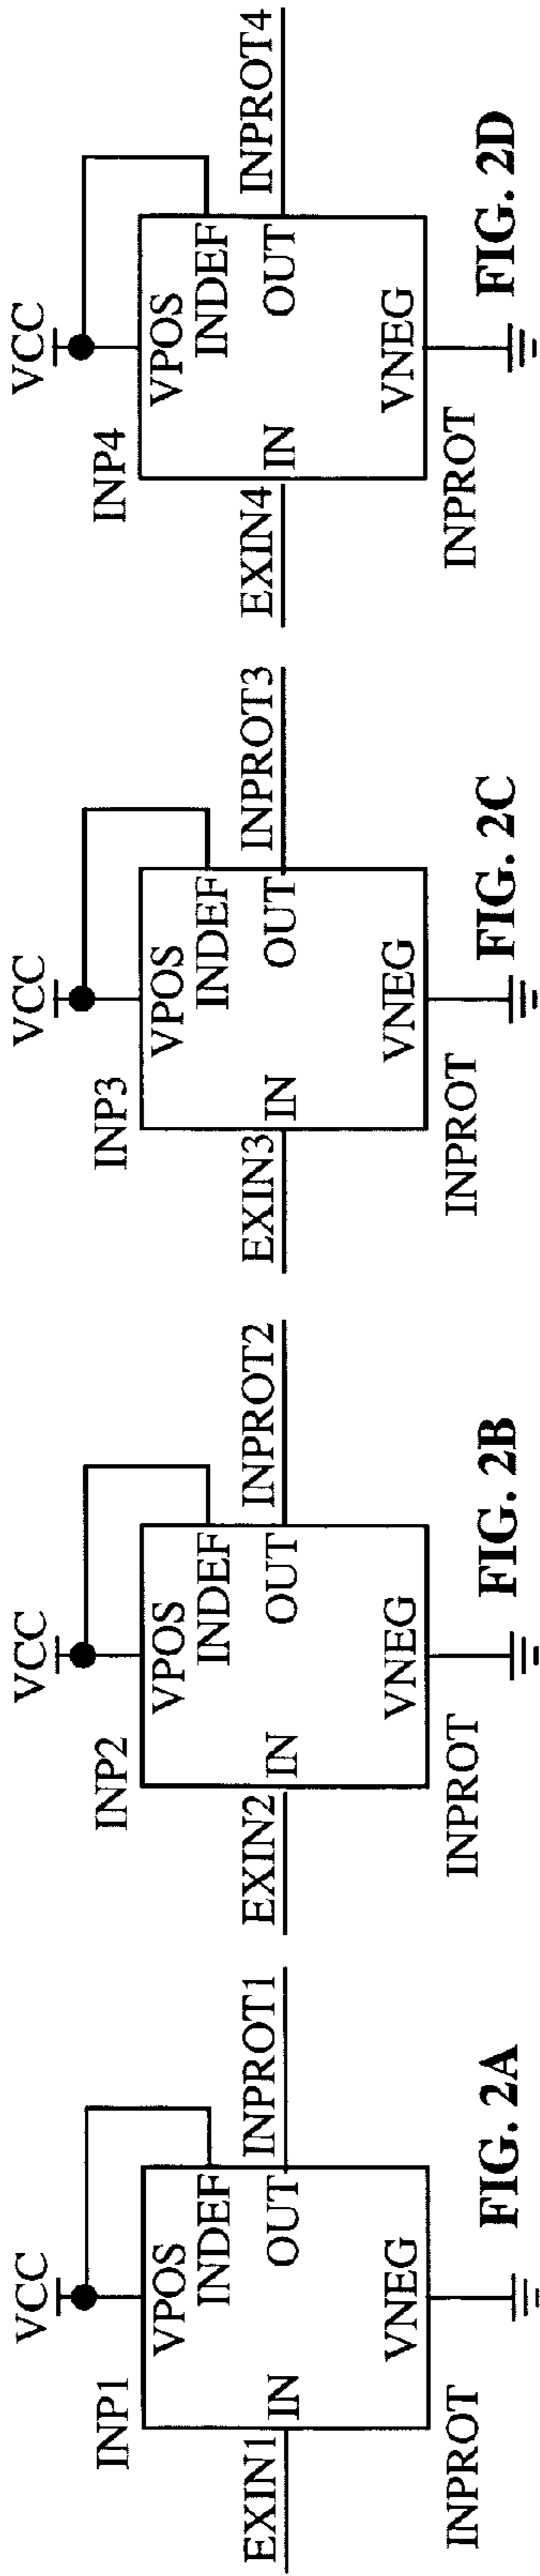 VCC
INP1
VPOS
INDEF
EXIN1
IN
OUT
INPROT1
VNEG
INPROT
FIG. 2A
VCC
INP2
VPOS
INDEF
EXIN2
IN
OUT
INPROT2
VNEG
INPROT
FIG. 2B
VCC
INP3
VPOS
INDEF
EXIN3
IN
OUT
INPROT3
VNEG
INPROT
FIG. 2C
VCC
INP4
VPOS
INDEF
EXIN4
IN
OUT
INPROT4
VNEG
INPROT
FIG. 2D